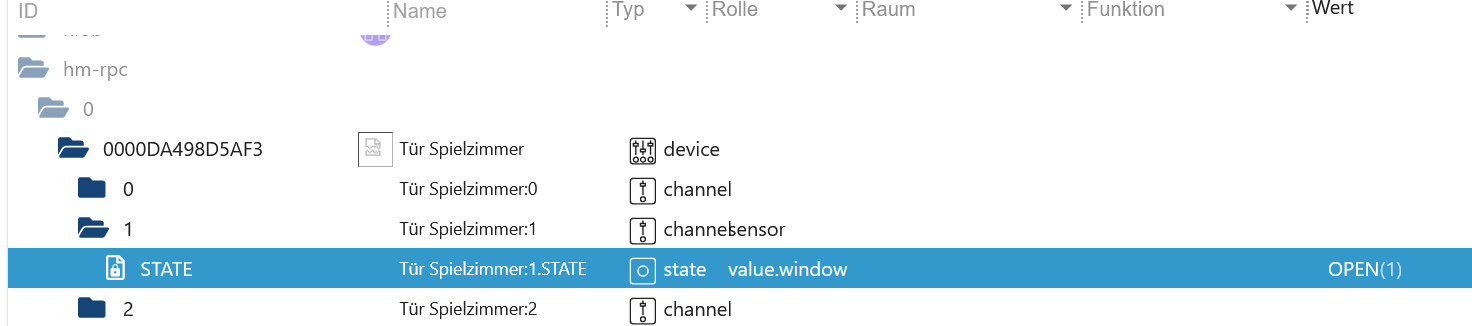 ID Name Typ Rolle Raum Funktion Wert
hm-rpc
0
0000DA498D5AF3 Tür Spielzimmer device
0 Tür Spielzimmer:0 channel
1 Tür Spielzimmer:1 channel sensor
STATE Tür Spielzimmer:1.STATE state value.window OPEN(1)
2 Tür Spielzimmer:2 channel